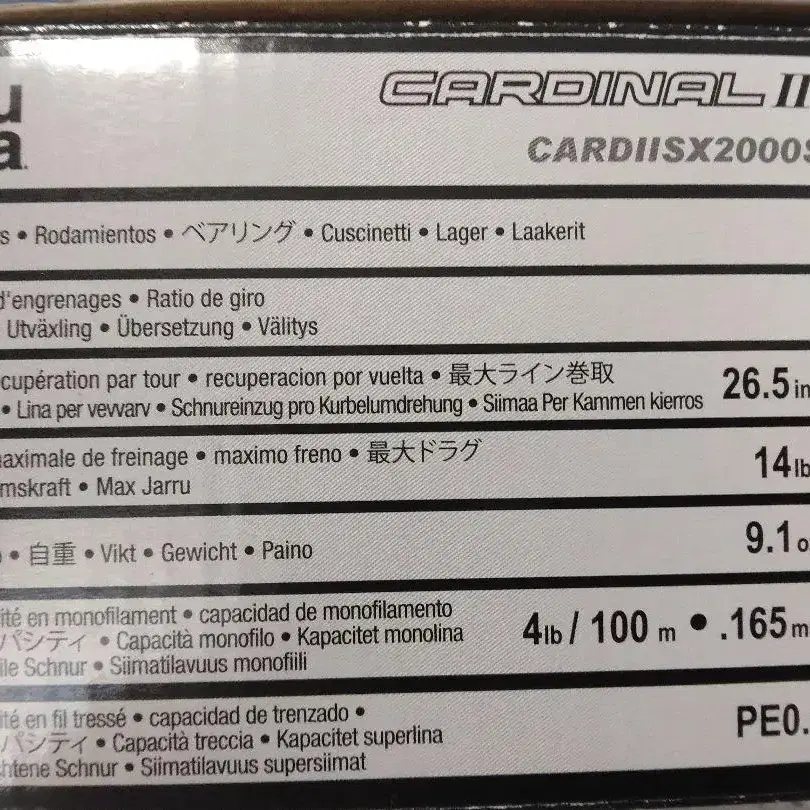 u
a.
CARDINAL II
CARDIISX2000S
s • Rodamientos • ベアリング • Cuscinetti • Lager • Laakerit
d'engrenages • Ratio de giro
Utväxling • Übersetzung • Välitys
cupération par tour • recuperacion por vuelta • 最大ライン巻取
• Lina per vevvarv • Schnureinzug pro Kurbelumdrehung • Siimaa Per Kammen kierros
26.5 in
maximale de freinage • maximo freno • 最大ドラグ
mskraft • Max Jarru
14 lb
• 自重 • Vikt • Gewicht • Paino
9.1 o
ité en monofilament • capacidad de monofilamento
パシティ • Capacità monofilo • Kapacitet monolina
ile Schnur • Siimatilavuus monofiili
4lb / 100 m • .165 m
ité en fil tressé • capacidad de trenzado •
パシティ • Capacità treccia • Kapacitet superlina
htene Schnur • Siimatilavuus supersiimat
PE0.